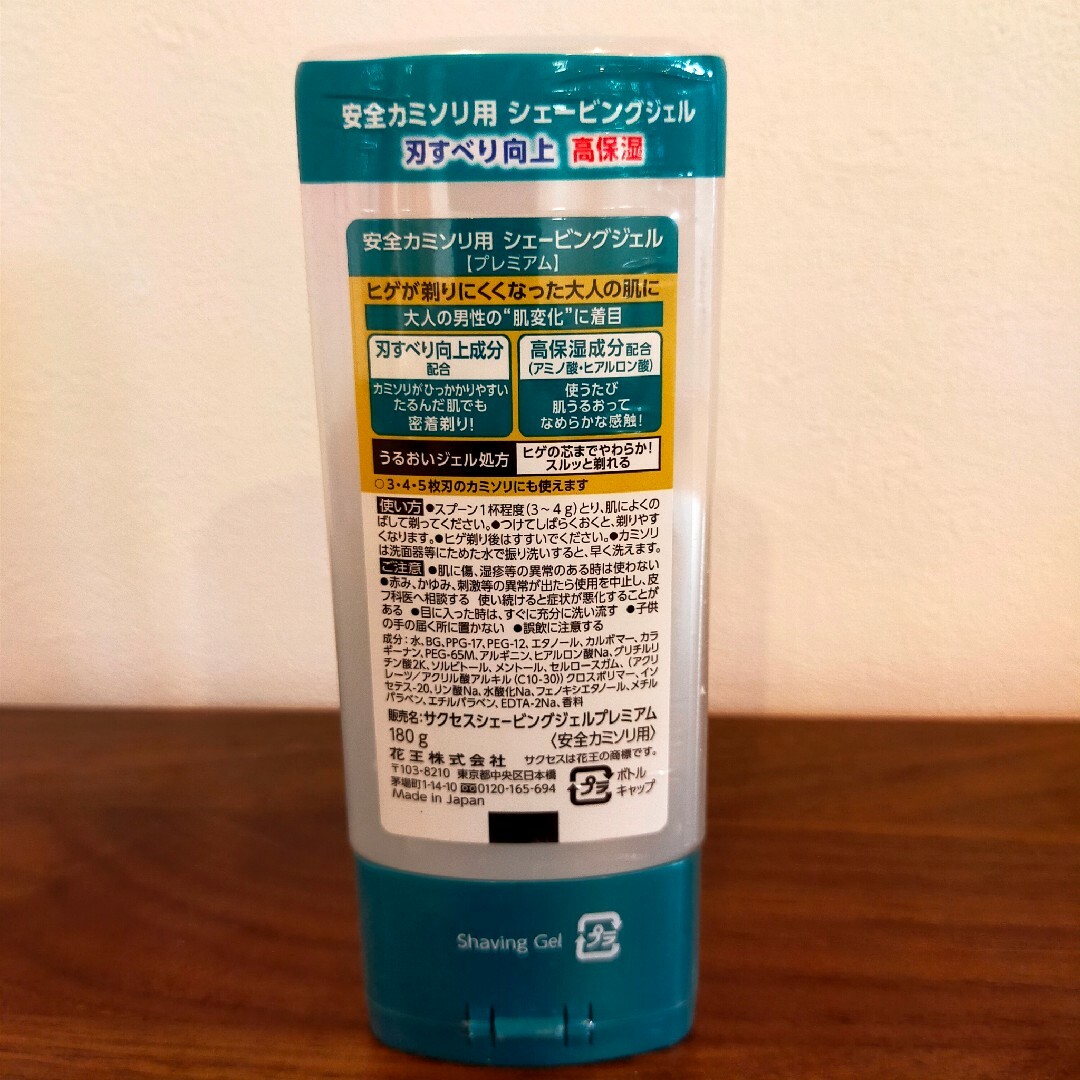 安全カミソリ用 シェービングジェル
刃すべり向上 高保湿
安全カミソリ用 シェービングジェル
【プレミアム】
ヒゲが剃りにくくなった大人の肌に
大人の男性の“肌変化”に着目
刃すべり向上成分
配合
カミソリがひっかかりやすい
たるんだ肌でも
密着剃り!
高保湿成分配合
(アミノ酸・ヒアルロン酸)
使うたび
肌うるおって
なめらかな感触!
うるおいジェル処方
ヒゲの芯までやわらか!
スルッと剃れる
○3・4・5枚刃のカミソリにも使えます
使い方 ●スプーン1杯程度(3〜4g)とり、肌によくの
ばして剃ってください。●つけてしばらくおくと、剃りやす
くなります。●ヒゲ剃り後はすすいでください。●カミソリ
は洗面器等にためた水で振り洗いすると、早く洗えます。
ご注意 ●肌に傷、湿疹等の異常のある時は使わない
●赤み、かゆみ、刺激等の異常が出たら使用を中止し、皮
フ科医へ相談する 使い続けると症状が悪化することが
ある ●目に入った時は、すぐに充分に洗い流す ●子供
の手の届く所に置かない ●誤飲に注意する
成分:水、BG、PPG-17、PEG-12、エタノール、カルボマー、カラ
ギーナン、PEG-65M、アルギニン、ヒアルロン酸Na、グリチルリ
チン酸2K、ソルビトール、メントール、セルロースガム、(アクリ
レーツ/アクリル酸アルキル(C10-30))クロスポリマー、イソ
セテス-20、リン酸Na、水酸化Na、フェノキシエタノール、メチル
パラベン、エチルパラベン、EDTA-2Na、香料
販売名:サクセスシェービングジェルプレミアム
180g 〈安全カミソリ用〉
花王株式会社 サクセスは花王の商標です。
〒103-8210 東京都中央区日本橋
茅場町1-14-10 0120-165-694
Made in Japan
プラ ボトル
キャップ
Shaving Gel プラ